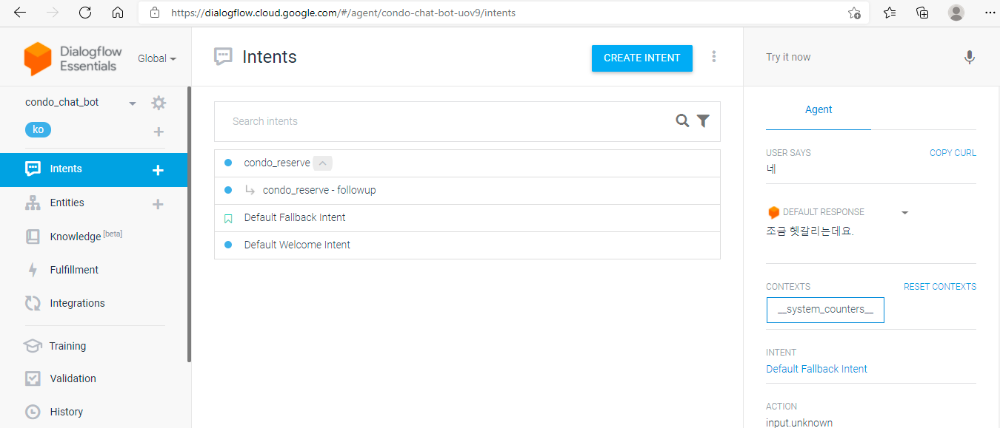 https://dialogflow.cloud.google.com/#/agent/condo-chat-bot-uov9/intents
Dialogflow
Essentials
Global
Intents
CREATE INTENT
Try it now
condo_chat_bot
ko
Intents
Entities
Knowledge [beta]
Fulfillment
Integrations
Training
Validation
History
Search intents
condo_reserve
condo_reserve - followup
Default Fallback Intent
Default Welcome Intent
Agent
USER SAYS COPY CURL
네
DEFAULT RESPONSE
조금 헷갈리는데요.
CONTEXTS RESET CONTEXTS
__system_counters__
INTENT
Default Fallback Intent
ACTION
input.unknown